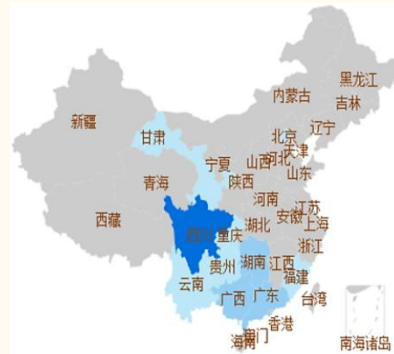 黑龙江
内蒙古
吉林
新疆
辽宁
北京
甘肃
天津
河北
宁夏
山西
山东
青海
陕西
河南
江苏
西藏
安徽
上海
湖北
四川
重庆
浙江
湖南
江西
贵州
福建
云南
广西
广东
台湾
香港
澳门
海南
南海诸岛